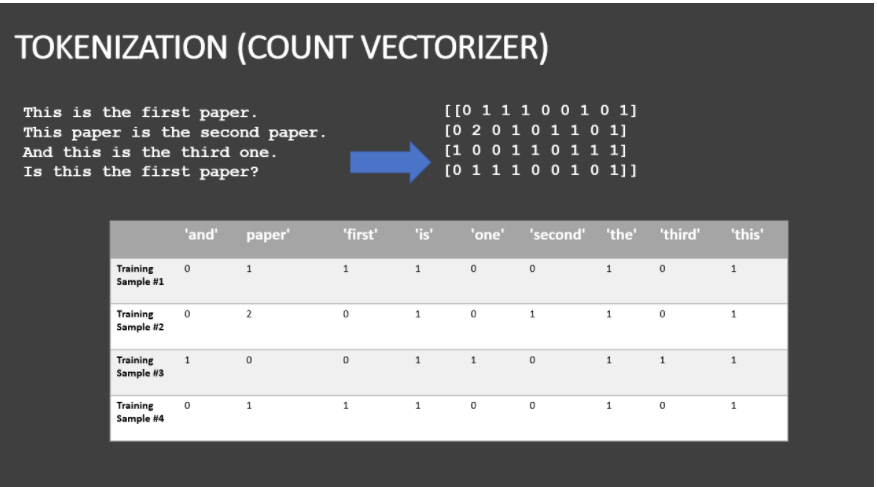 TOKENIZATION (COUNT VECTORIZER)
This is the first paper.
This paper is the second paper.
And this is the third one.
Is this the first paper?
[[0 1 1 1 0 0 1 0 1]
[0 2 0 1 0 1 1 0 1]
[1 0 0 1 1 0 1 1 1]
[0 1 1 1 0 0 1 0 1]]
'and' paper' 'first' 'is' 'one' 'second' 'the' 'third' 'this'
Training Sample #1 0 1 1 1 0 0 1 0 1
Training Sample #2 0 2 0 1 0 1 1 0 1
Training Sample #3 1 0 0 1 1 0 1 1 1
Training Sample #4 0 1 1 1 0 0 1 0 1